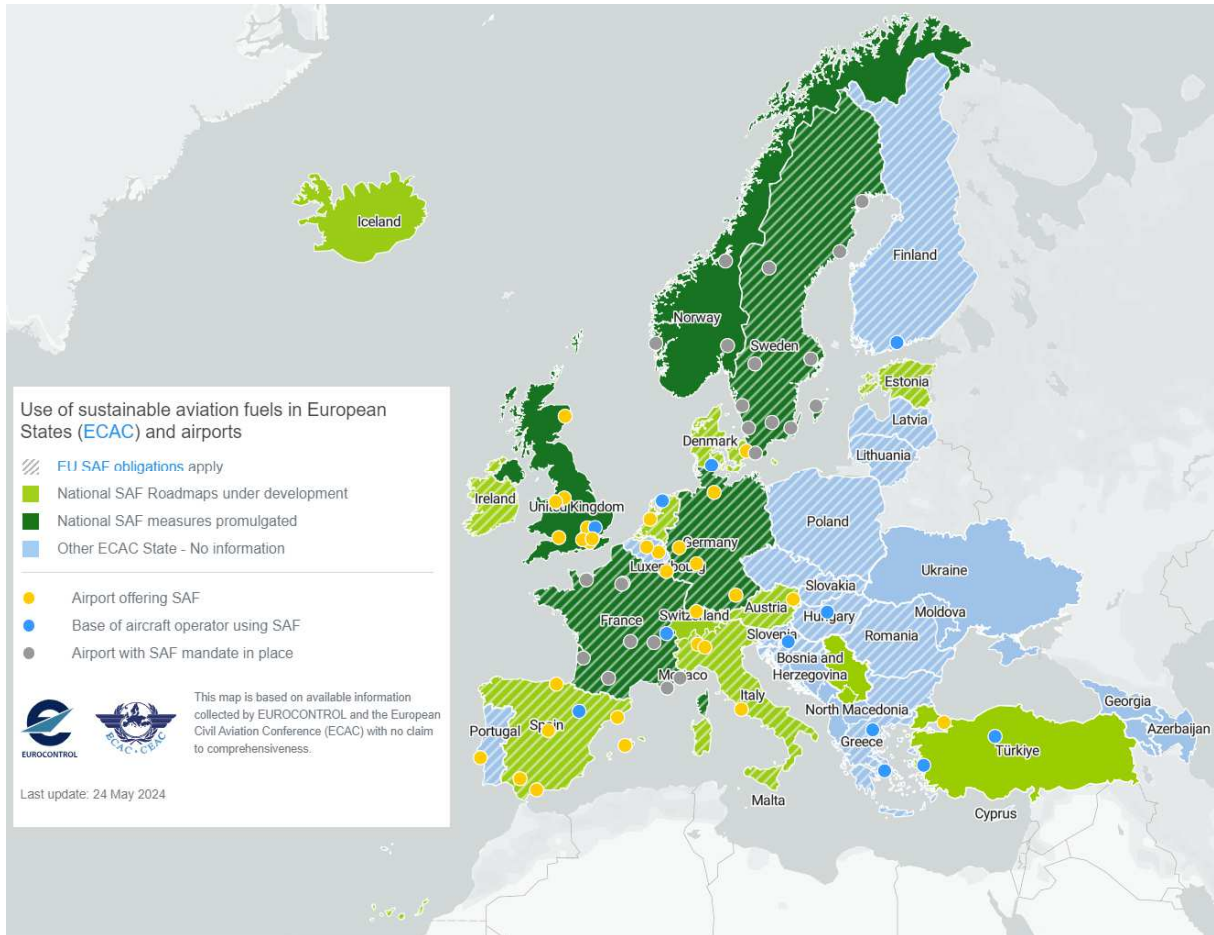 Iceland
Finland
Norway
Sweden
Estonia
Latvia
Denmark
Lithuania
Ireland
United Kingdom
Poland
Germany
Luxembourg
Ukraine
Slovakia
Moldova
Austria
Hungary
France
Switzerland
Slovenia
Romania
Bosnia and
Herzegovina
Monaco
Italy
North Macedonia
Georgia
Azerbaijan
Portugal
Spain
Greece
Türkiye
Malta
Cyprus
Use of sustainable aviation fuels in European
States (ECAC) and airports
EU SAF obligations apply
National SAF Roadmaps under development
National SAF measures promulgated
Other ECAC State - No information
Airport offering SAF
Base of aircraft operator using SAF
Airport with SAF mandate in place
EUROCONTROL
ECAC • CEAC
This map is based on available information
collected by EUROCONTROL and the European
Civil Aviation Conference (ECAC) with no claim
to comprehensiveness.
Last update: 24 May 2024